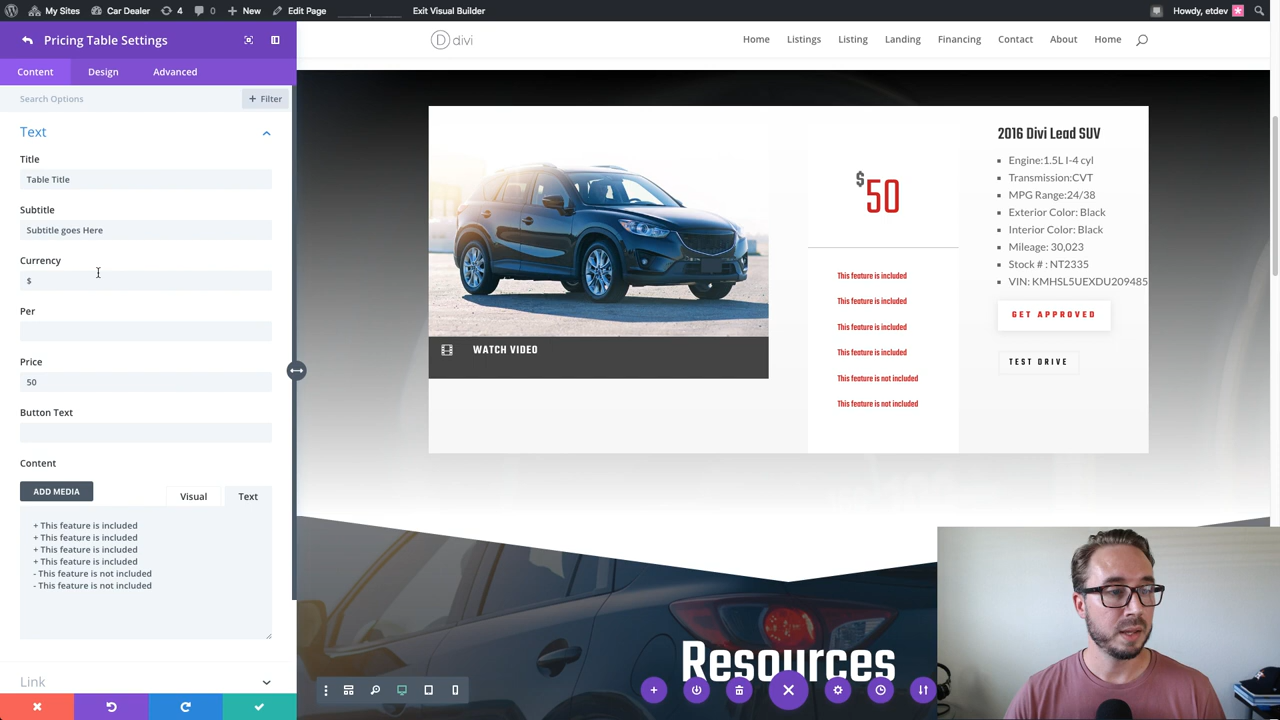 My Sites
Car Dealer
4
0
New
Edit Page
Exit Visual Builder
Howdy, etdev
Pricing Table Settings
Content
Design
Advanced
Search Options
+ Filter
Text
Title
Table Title
Subtitle
Subtitle goes Here
Currency
$
Per
Price
50
Button Text
Content
ADD MEDIA
Visual
Text
+ This feature is included
+ This feature is included
+ This feature is included
+ This feature is included
- This feature is not included
- This feature is not included
Link
D divi
Home
Listings
Listing
Landing
Financing
Contact
About
Home
WATCH VIDEO
$50
This feature is included
This feature is included
This feature is included
This feature is included
This feature is not included
This feature is not included
2016 Divi Lead SUV
Engine:1.5L I-4 cyl
Transmission:CVT
MPG Range:24/38
Exterior Color: Black
Interior Color: Black
Mileage: 30,023
Stock # : NT2335
VIN: KMHSL5UEXDU209485
GET APPROVED
TEST DRIVE
Resources